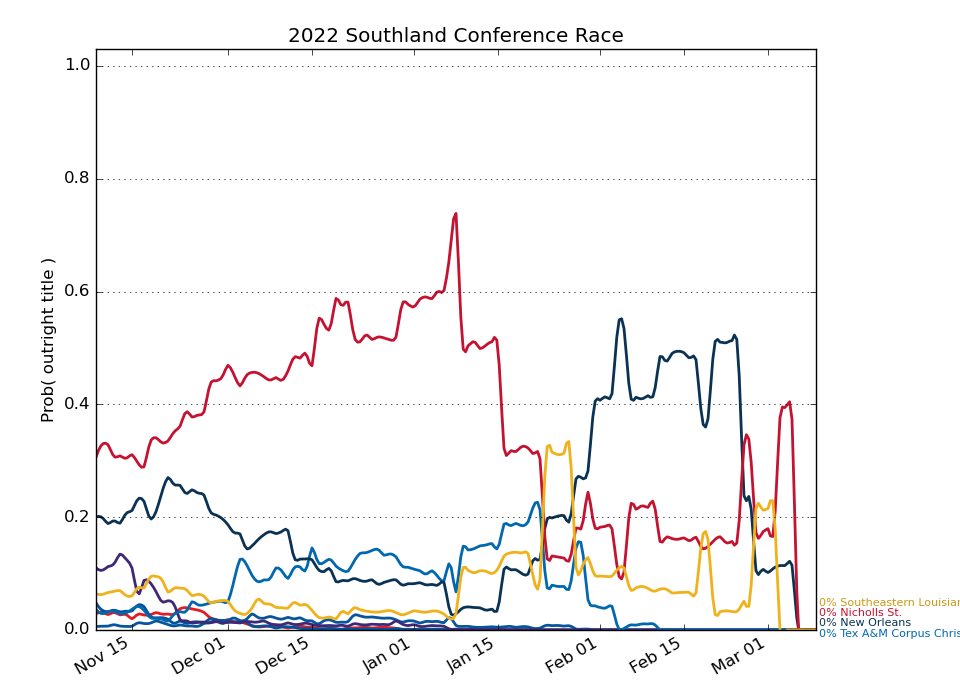 2022 Southland Conference Race
Prob( outright title )
1.0
0.8
0.6
0.4
0.2
0.0
Nov 15
Dec 01
Dec 15
Jan 01
Jan 15
Feb 01
Feb 15
Mar 01
0% Southeastern Louisian
0% Nicholls St.
0% New Orleans
0% Tex A&M Corpus Chris